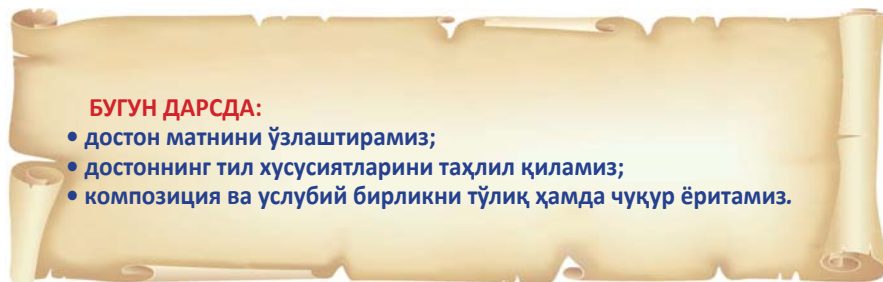 БУГУН ДАРСДА:
• достон матнини ўзлаштирамиз;
• достоннинг тил хусусиятларини таҳлил қиламиз;
• композиция ва услубий бирликни тўлиқ ҳамда чуқур ёритамиз.